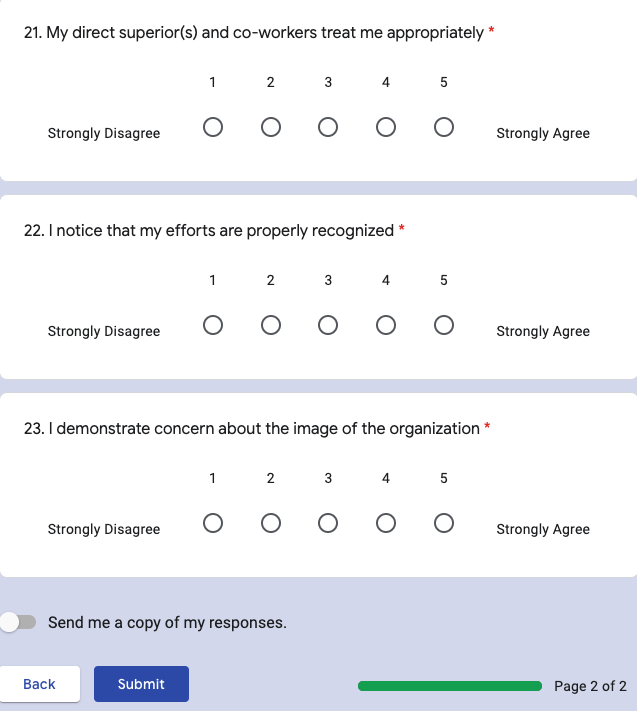 21. My direct superior(s) and co-workers treat me appropriately *
1 2 3 4 5
Strongly Disagree Strongly Agree
22. I notice that my efforts are properly recognized *
1 2 3 4 5
Strongly Disagree Strongly Agree
23. I demonstrate concern about the image of the organization *
1 2 3 4 5
Strongly Disagree Strongly Agree
Send me a copy of my responses.
Back Submit Page 2 of 2